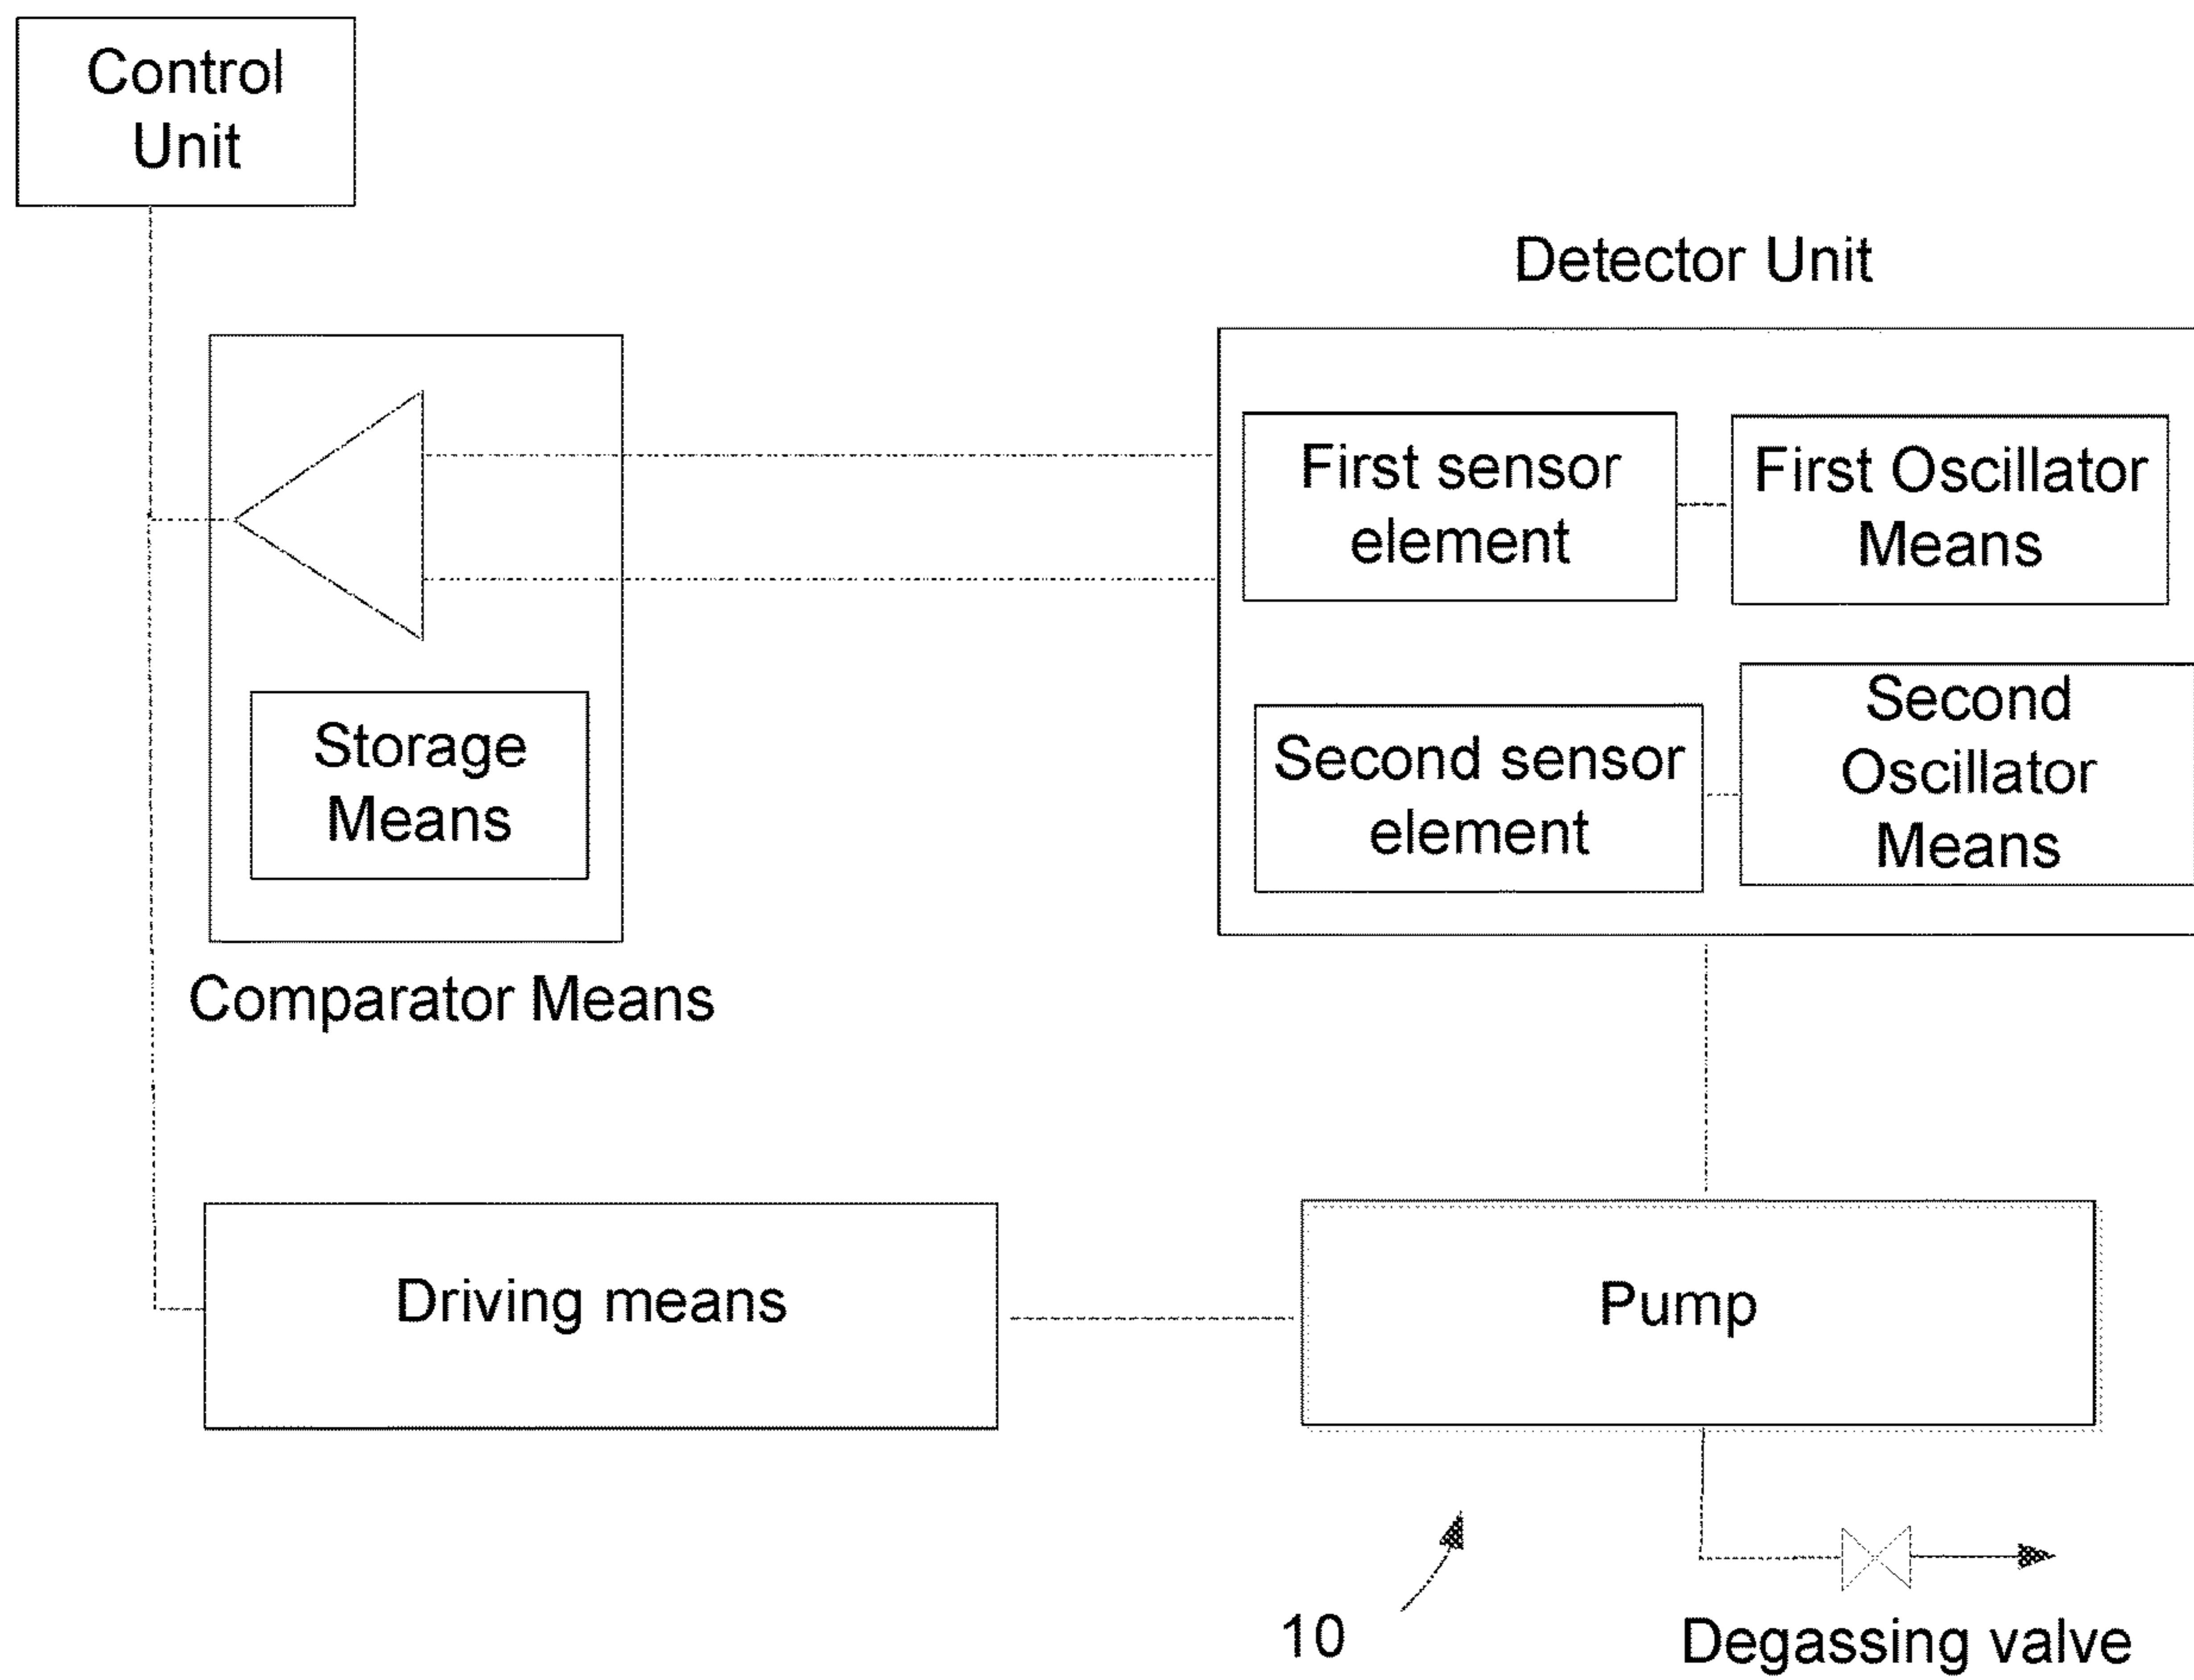 Control
Unit
Detector Unit
First sensor
element
First Oscillator
Means
Second sensor
element
Second
Oscillator
Means
Storage
Means
Comparator Means
Driving means
Pump
10
Degassing valve